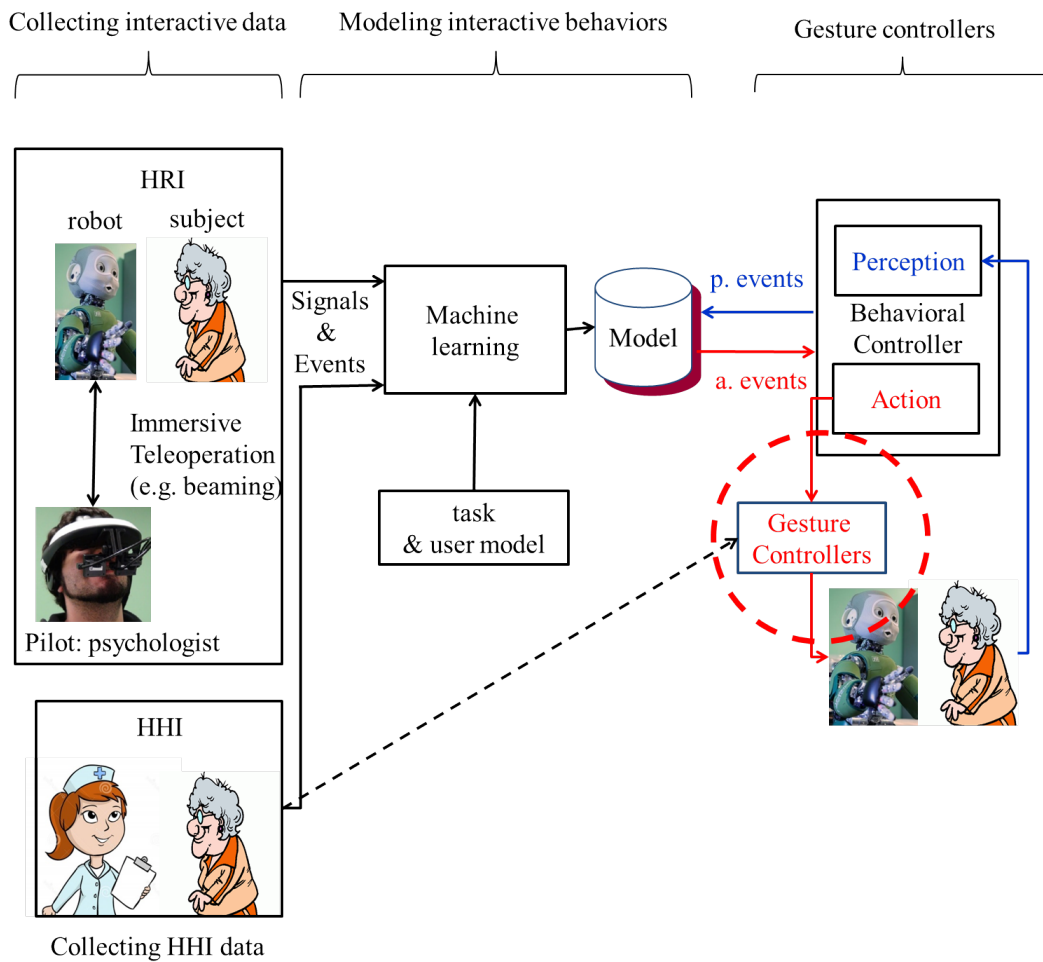 Collecting interactive data
Modeling interactive behaviors
Gesture controllers
HRI
robot
subject
Immersive
Teleoperation
(e.g. beaming)
Pilot: psychologist
Signals
&
Events
Machine
learning
task
& user model
Model
p. events
a. events
Perception
Behavioral
Controller
Action
Gesture
Controllers
HHI
Collecting HHI data